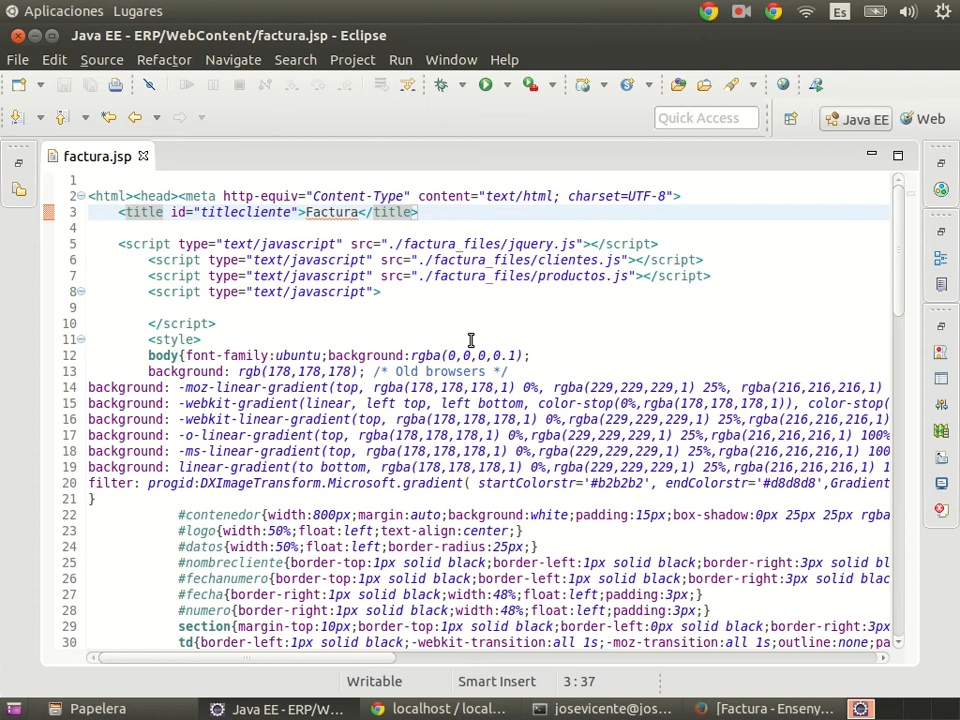 Aplicaciones Lugares Es
Java EE - ERP/WebContent/factura.jsp - Eclipse
File Edit Source Refactor Navigate Search Project Run Window Help
Quick Access Java EE Web
factura.jsp
1
2 <html><head><meta http-equiv="Content-Type" content="text/html; charset=UTF-8">
3 <title id="titlecliente">Factura</title>
4
5 <script type="text/javascript" src="./factura_files/jquery.js"></script>
6 <script type="text/javascript" src="./factura_files/clientes.js"></script>
7 <script type="text/javascript" src="./factura_files/productos.js"></script>
8 <script type="text/javascript">
9
10 </script>
11 <style>
12 body{font-family:ubuntu;background:rgba(0,0,0,0.1);
13 background: rgb(178,178,178); /* Old browsers */
14 background: -moz-linear-gradient(top, rgba(178,178,178,1) 0%, rgba(229,229,229,1) 25%, rgba(216,216,216,1)
15 background: -webkit-gradient(linear, left top, left bottom, color-stop(0%,rgba(178,178,178,1)), color-stop(
16 background: -webkit-linear-gradient(top, rgba(178,178,178,1) 0%,rgba(229,229,229,1) 25%,rgba(216,216,216,1)
17 background: -o-linear-gradient(top, rgba(178,178,178,1) 0%,rgba(229,229,229,1) 25%,rgba(216,216,216,1) 100%
18 background: -ms-linear-gradient(top, rgba(178,178,178,1) 0%,rgba(229,229,229,1) 25%,rgba(216,216,216,1) 100
19 background: linear-gradient(to bottom, rgba(178,178,178,1) 0%,rgba(229,229,229,1) 25%,rgba(216,216,216,1) 1
20 filter: progid:DXImageTransform.Microsoft.gradient( startColorstr='#b2b2b2', endColorstr='#d8d8d8',Gradient
21 }
22 #contenedor{width:800px;margin:auto;background:white;padding:15px;box-shadow:0px 25px 25px rgba
23 #logo{width:50%;float:left;text-align:center;}
24 #datos{width:50%;float:left;border-radius:25px;}
25 #nombrecliente{border-top:1px solid black;border-left:1px solid black;border-right:3px solid bl
26 #fechanumero{border-top:1px solid black;border-left:1px solid black;border-right:3px solid blac
27 #fecha{border-right:1px solid black;width:48%;float:left;padding:3px;}
28 #numero{border-right:1px solid black;width:48%;float:left;padding:3px;}
29 section{margin-top:10px;border-top:1px solid black;border-left:0px solid black;border-right:3px
30 td{border-left:1px solid black;-webkit-transition:all 1s;-moz-transition:all 1s;outline:none;pa
Writable Smart Insert 3 : 37
Papelera Java EE - ERP/W... localhost / local... josevicente@jos... [Factura - Enseny...